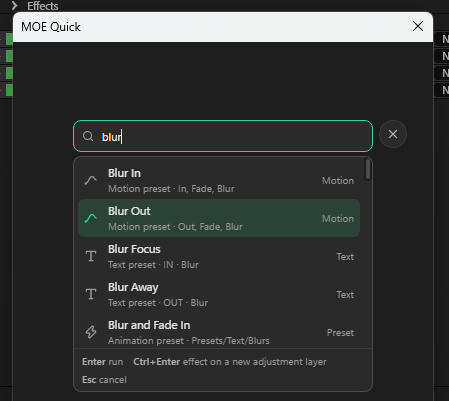 Effects
MOE Quick
N
N
N
N
blur
Blur In
Motion preset · In, Fade, Blur
Motion
Blur Out
Motion preset · Out, Fade, Blur
Motion
Blur Focus
Text preset · IN · Blur
Text
Blur Away
Text preset · OUT · Blur
Text
Blur and Fade In
Animation preset · Presets/Text/Blurs
Preset
Enter run Ctrl+Enter effect on a new adjustment layer
Esc cancel